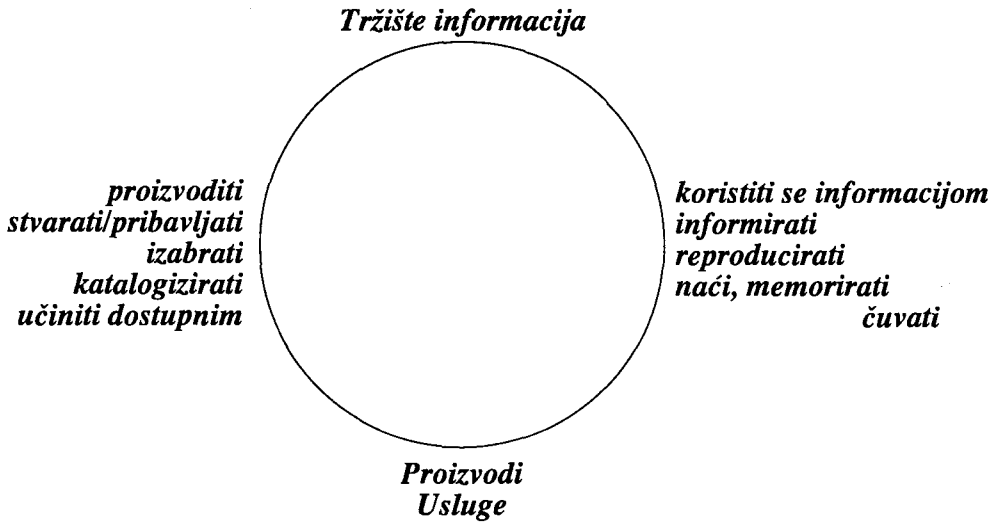 Tržište informacija
proizvoditi
stvarati/pribavljati
izabrati
katalogizirati
učiniti dostupnim
koristiti se informacijom
informirati
reproducirati
naći, memorirati
čuvati
Proizvodi
Usluge